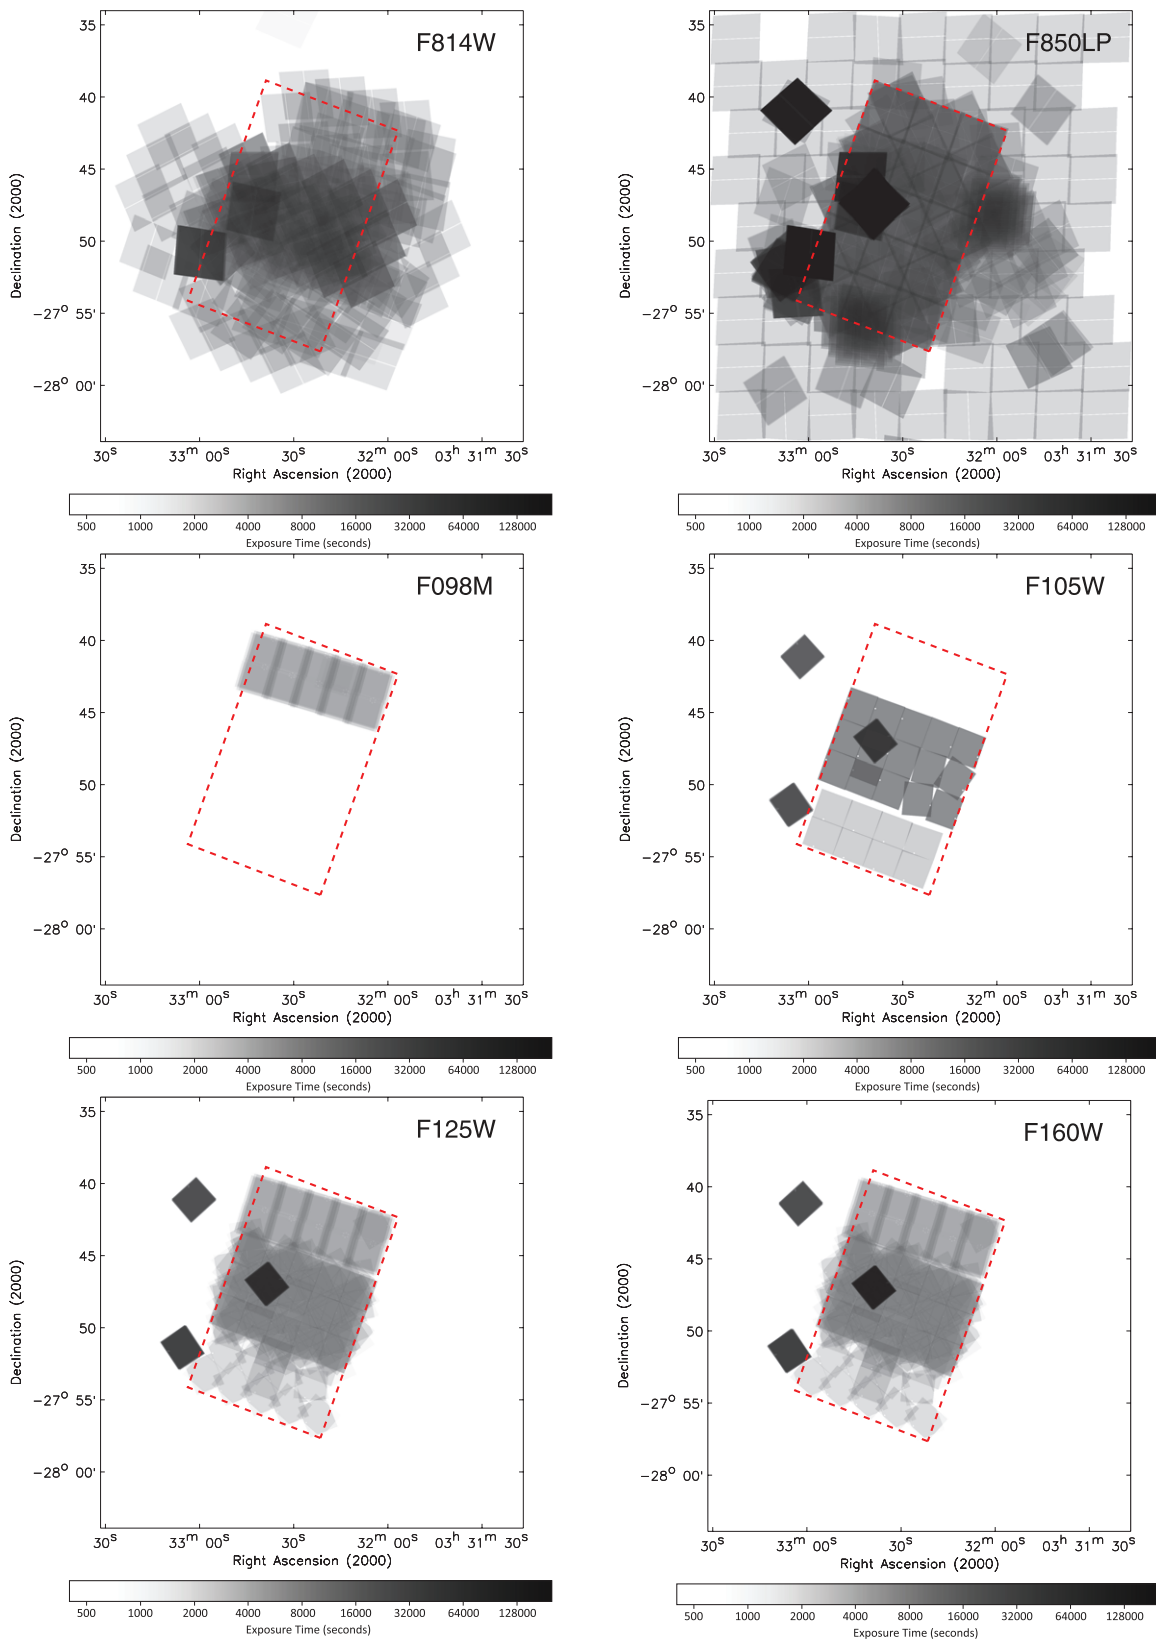 F814W
35
40
45
50
−27° 55'
−28° 00'
Declination (2000)
30ˢ 33ᵐ 00ˢ 30ˢ 32ᵐ 00ˢ 03ʰ 31ᵐ 30ˢ
Right Ascension (2000)
500 1000 2000 4000 8000 16000 32000 64000 128000
Exposure Time (seconds)
F850LP
35
40
45
50
−27° 55'
−28° 00'
Declination (2000)
30ˢ 33ᵐ 00ˢ 30ˢ 32ᵐ 00ˢ 03ʰ 31ᵐ 30ˢ
Right Ascension (2000)
500 1000 2000 4000 8000 16000 32000 64000 128000
Exposure Time (seconds)
F098M
35
40
45
50
−27° 55'
−28° 00'
Declination (2000)
30ˢ 33ᵐ 00ˢ 30ˢ 32ᵐ 00ˢ 03ʰ 31ᵐ 30ˢ
Right Ascension (2000)
500 1000 2000 4000 8000 16000 32000 64000 128000
Exposure Time (seconds)
F105W
35
40
45
50
−27° 55'
−28° 00'
Declination (2000)
30ˢ 33ᵐ 00ˢ 30ˢ 32ᵐ 00ˢ 03ʰ 31ᵐ 30ˢ
Right Ascension (2000)
500 1000 2000 4000 8000 16000 32000 64000 128000
Exposure Time (seconds)
F125W
35
40
45
50
−27° 55'
−28° 00'
Declination (2000)
30ˢ 33ᵐ 00ˢ 30ˢ 32ᵐ 00ˢ 03ʰ 31ᵐ 30ˢ
Right Ascension (2000)
500 1000 2000 4000 8000 16000 32000 64000 128000
Exposure Time (seconds)
F160W
35
40
45
50
−27° 55'
−28° 00'
Declination (2000)
30ˢ 33ᵐ 00ˢ 30ˢ 32ᵐ 00ˢ 03ʰ 31ᵐ 30ˢ
Right Ascension (2000)
500 1000 2000 4000 8000 16000 32000 64000 128000
Exposure Time (seconds)